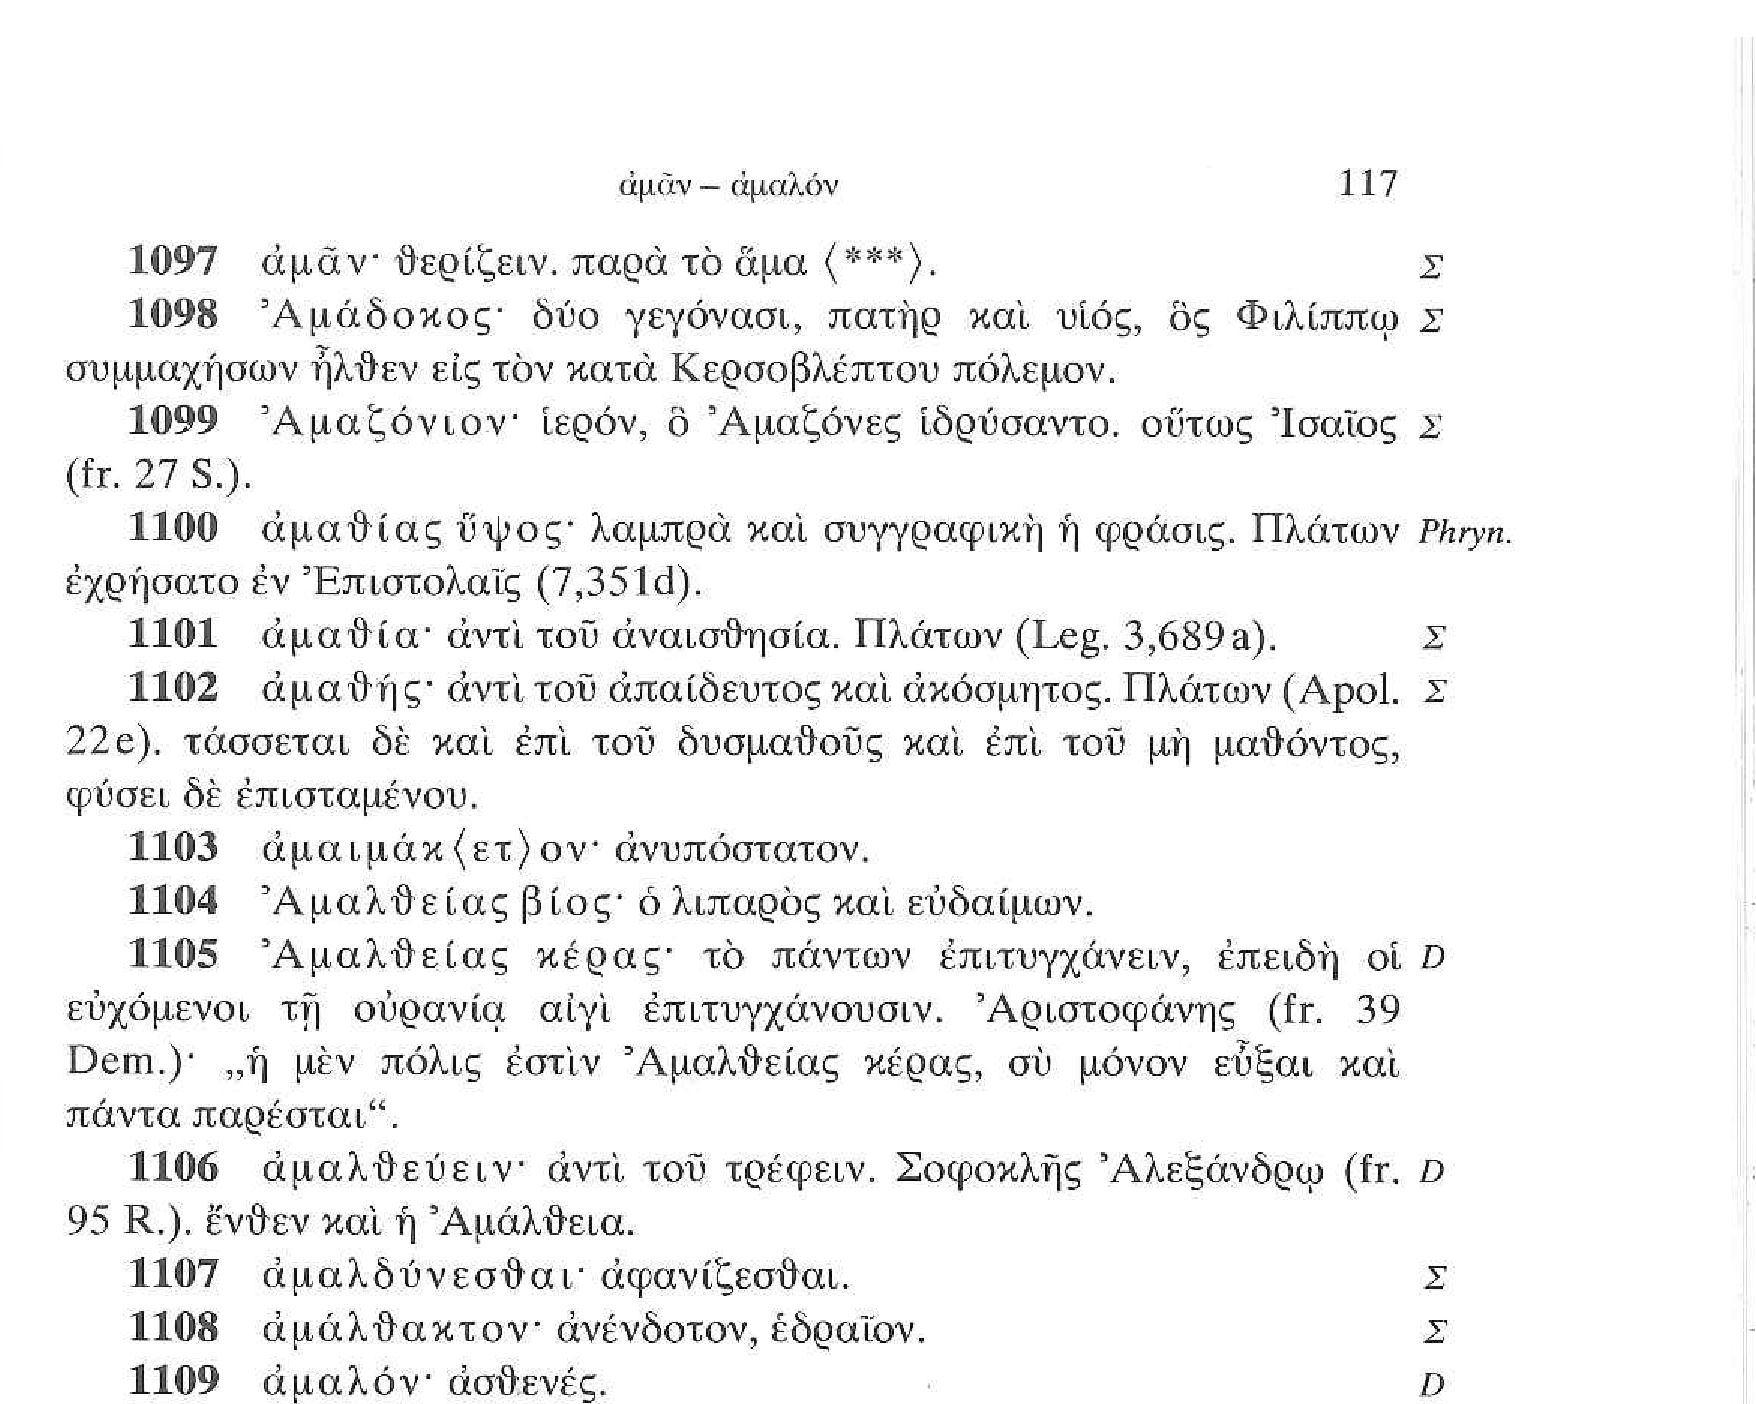 ἀμᾶν – ἀμαλόν 117
1097 ἀμᾶν· θερίζειν. παρὰ τὸ ἅμα ⟨***⟩. Σ
1098 Ἀμάδοκος· δύο γεγόνασι, πατὴρ καὶ υἱός, ὃς Φιλίππῳ Σ
συμμαχήσων ἦλθεν εἰς τὸν κατὰ Κερσοβλέπτου πόλεμον.
1099 Ἀμαζόνιον· ἱερόν, ὃ Ἀμαζόνες ἱδρύσαντο. οὕτως Ἰσαῖος Σ
(fr. 27 S.).
1100 ἀμαθίας ὕψος· λαμπρὰ καὶ συγγραφικὴ ἡ φράσις. Πλάτων Phryn.
ἐχρήσατο ἐν Ἐπιστολαῖς (7,351d).
1101 ἀμαθία· ἀντὶ τοῦ ἀναισθησία. Πλάτων (Leg. 3,689a). Σ
1102 ἀμαθής· ἀντὶ τοῦ ἀπαίδευτος καὶ ἀκόσμητος. Πλάτων (Apol. Σ
22e). τάσσεται δὲ καὶ ἐπὶ τοῦ δυσμαθοῦς καὶ ἐπὶ τοῦ μὴ μαθόντος,
φύσει δὲ ἐπισταμένου.
1103 ἀμαιμάκ⟨ετ⟩ον· ἀνυπόστατον.
1104 Ἀμαλθείας βίος· ὁ λιπαρὸς καὶ εὐδαίμων.
1105 Ἀμαλθείας κέρας· τὸ πάντων ἐπιτυγχάνειν, ἐπειδὴ οἱ D
εὐχόμενοι τῇ οὐρανίᾳ αἰγὶ ἐπιτυγχάνουσιν. Ἀριστοφάνης (fr. 39
Dem.)· „ἡ μὲν πόλις ἐστὶν Ἀμαλθείας κέρας, σὺ μόνον εὖξαι καὶ
πάντα παρέσται“.
1106 ἀμαλθεύειν· ἀντὶ τοῦ τρέφειν. Σοφοκλῆς Ἀλεξάνδρῳ (fr. D
95 R.). ἔνθεν καὶ ἡ Ἀμάλθεια.
1107 ἀμαλδύνεσθαι· ἀφανίζεσθαι. Σ
1108 ἀμάλθακτον· ἀνένδοτον, ἑδραῖον. Σ
1109 ἀμαλόν· ἀσθενές. D